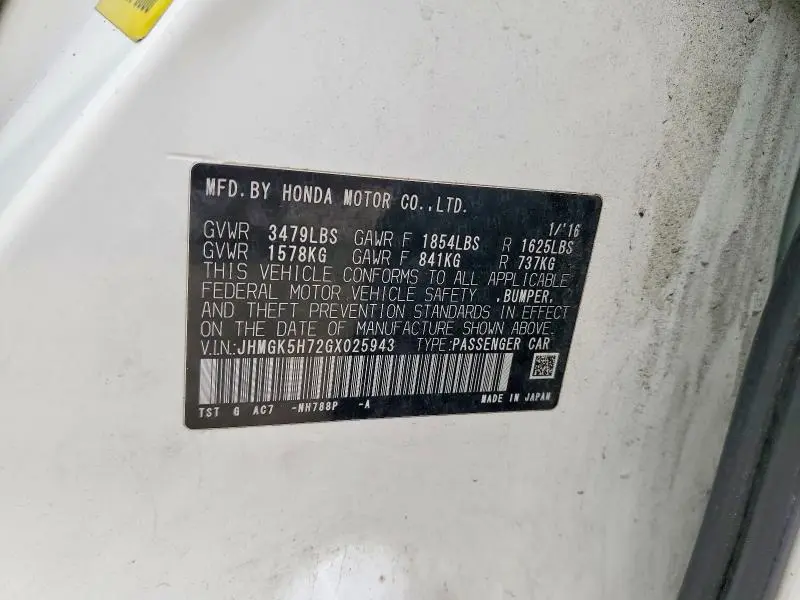 MFD. BY HONDA MOTOR CO., LTD.
1/'16
GVWR 3479LBS GAWR F 1854LBS R 1625LBS
GVWR 1578KG GAWR F 841KG R 737KG
THIS VEHICLE CONFORMS TO ALL APPLICABLE
FEDERAL MOTOR VEHICLE SAFETY ,BUMPER,
AND THEFT PREVENTION STANDARDS IN EFFECT
ON THE DATE OF MANUFACTURE SHOWN ABOVE.
V.I.N.:JHMGK5H72GX025943 TYPE:PASSENGER CAR
TST G AC7 -NH788P -A MADE IN JAPAN